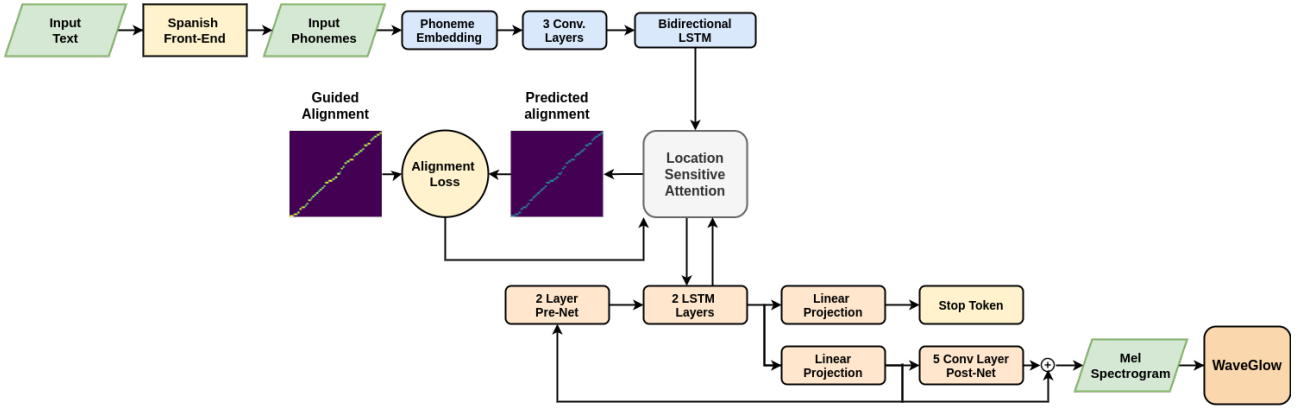 Input
Text
Spanish
Front-End
Input
Phonemes
Phoneme
Embedding
3 Conv.
Layers
Bidirectional
LSTM
Guided
Alignment
Predicted
alignment
Alignment
Loss
Location
Sensitive
Attention
2 Layer
Pre-Net
2 LSTM
Layers
Linear
Projection
Stop Token
Linear
Projection
5 Conv Layer
Post-Net
Mel
Spectrogram
WaveGlow